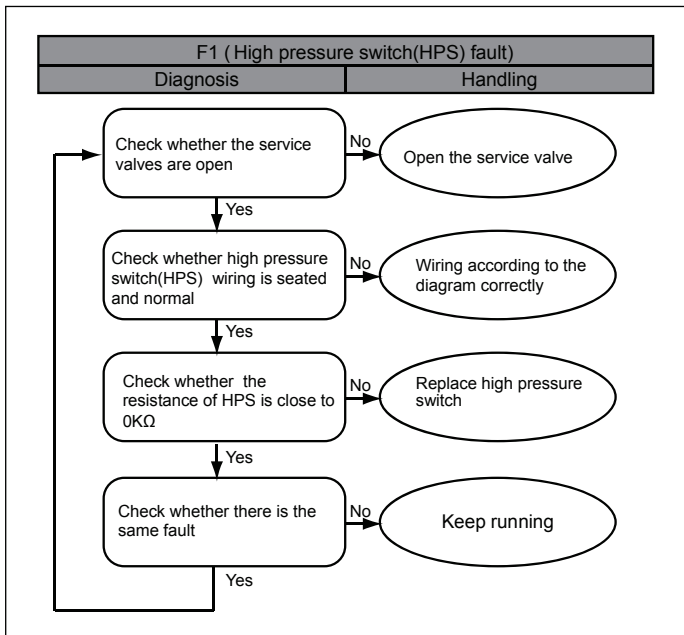 F1 ( High pressure switch(HPS) fault)
Diagnosis
Handling
Check whether the service
valves are open
No
Open the service valve
Yes
Check whether high pressure
switch(HPS) wiring is seated
and normal
No
Wiring according to the
diagram correctly
Yes
Check whether the
resistance of HPS is close to
0KΩ
No
Replace high pressure
switch
Yes
Check whether there is the
same fault
No
Keep running
Yes